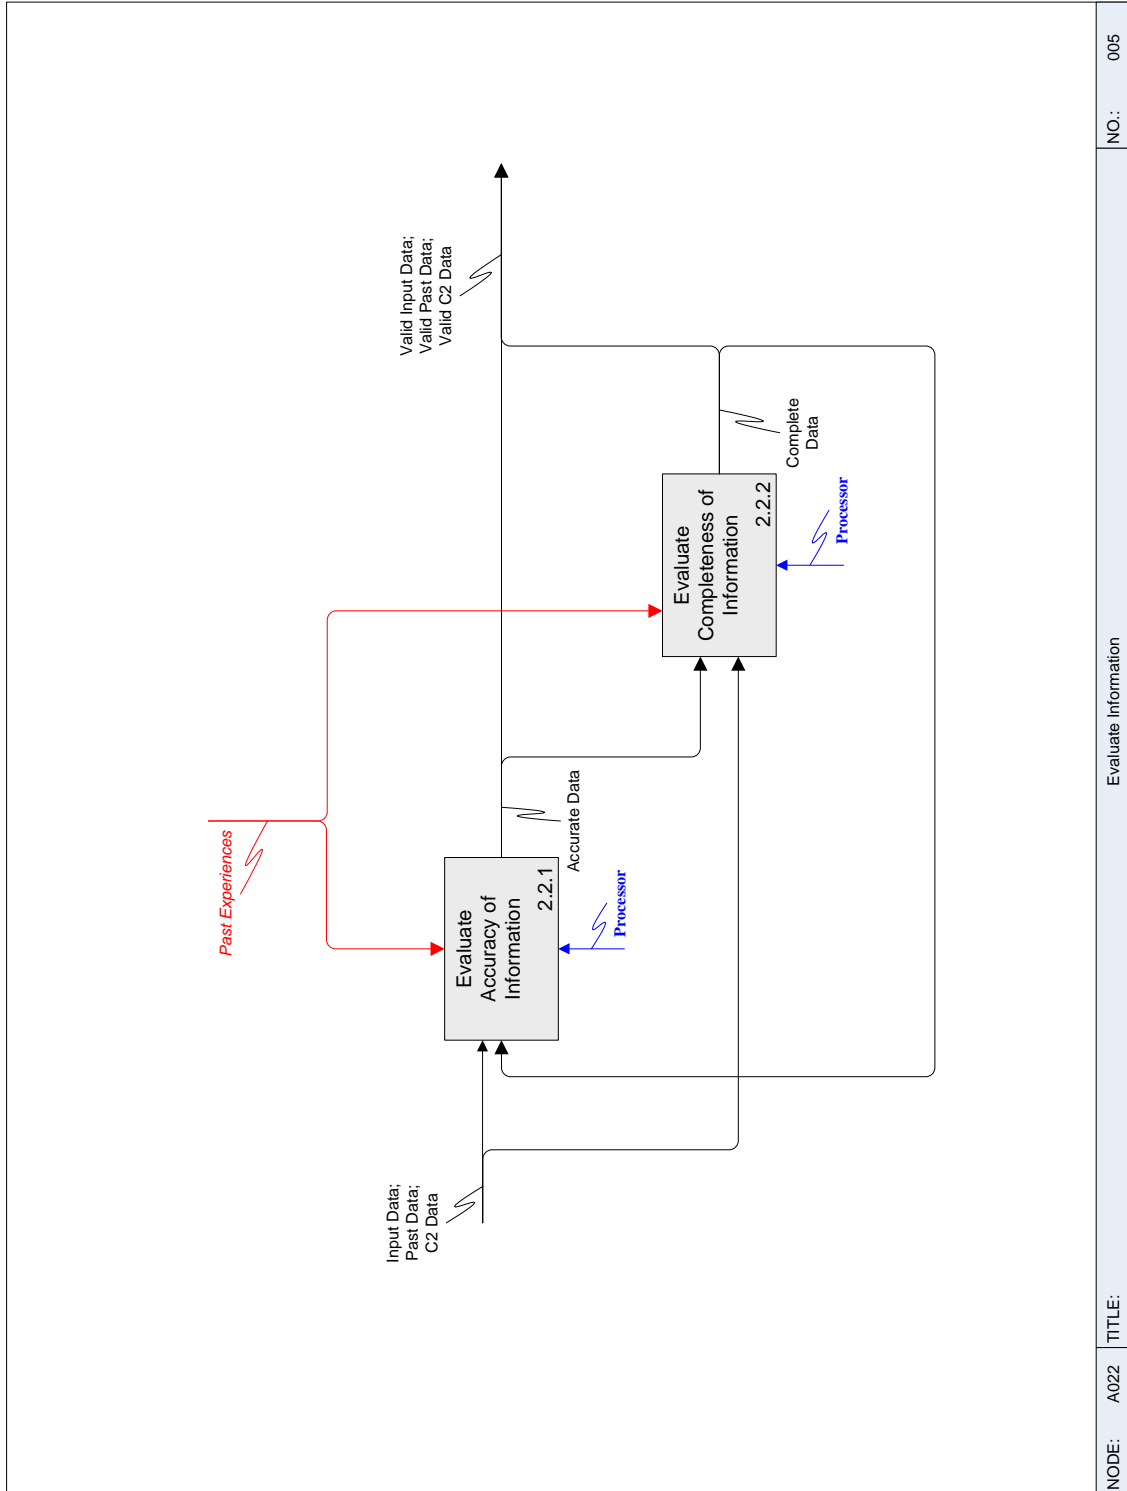 Past Experiences
Valid Input Data;
Valid Past Data;
Valid C2 Data
Input Data;
Past Data;
C2 Data
Evaluate
Accuracy of
Information
2.2.1
Processor
Accurate Data
Evaluate
Completeness of
Information
2.2.2
Processor
Complete
Data
NODE:
A022
TITLE:
Evaluate Information
NO.:
005